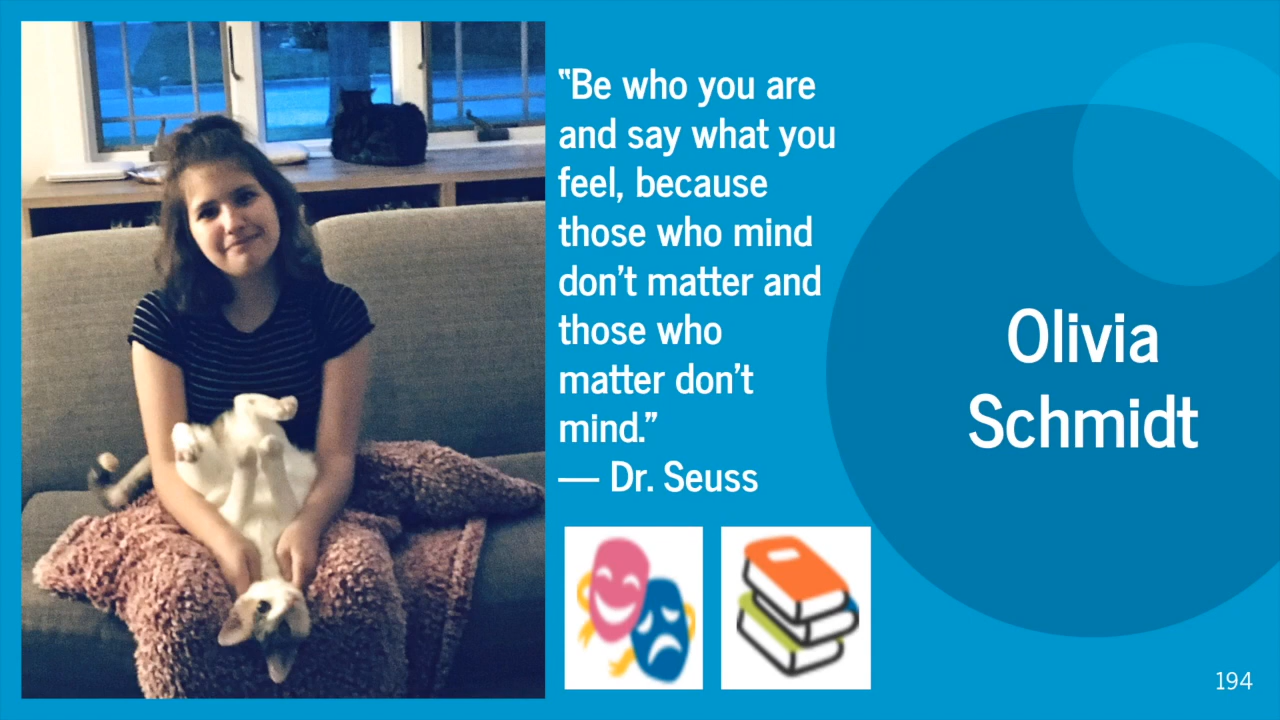 “Be who you are
and say what you
feel, because
those who mind
don’t matter and
those who
matter don’t
mind.”
— Dr. Seuss
Olivia
Schmidt
194